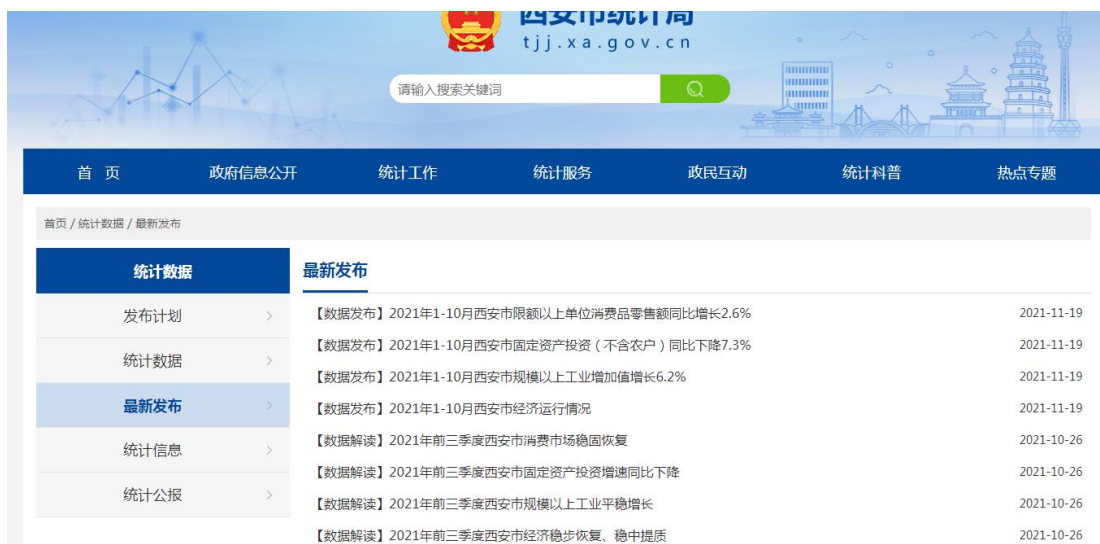 西安市统计局
tjj.xa.gov.cn
请输入搜索关键词
首 页 政府信息公开 统计工作 统计服务 政民互动 统计科普 热点专题
首页 / 统计数据 / 最新发布
统计数据
发布计划
统计数据
最新发布
统计信息
统计公报
最新发布
【数据发布】2021年1-10月西安市限额以上单位消费品零售额同比增长2.6% 2021-11-19
【数据发布】2021年1-10月西安市固定资产投资（不含农户）同比下降7.3% 2021-11-19
【数据发布】2021年1-10月西安市规模以上工业增加值增长6.2% 2021-11-19
【数据发布】2021年1-10月西安市经济运行情况 2021-11-19
【数据解读】2021年前三季度西安市消费市场稳固恢复 2021-10-26
【数据解读】2021年前三季度西安市固定资产投资增速同比下降 2021-10-26
【数据解读】2021年前三季度西安市规模以上工业平稳增长 2021-10-26
【数据解读】2021年前三季度西安市经济稳步恢复、稳中提质 2021-10-26